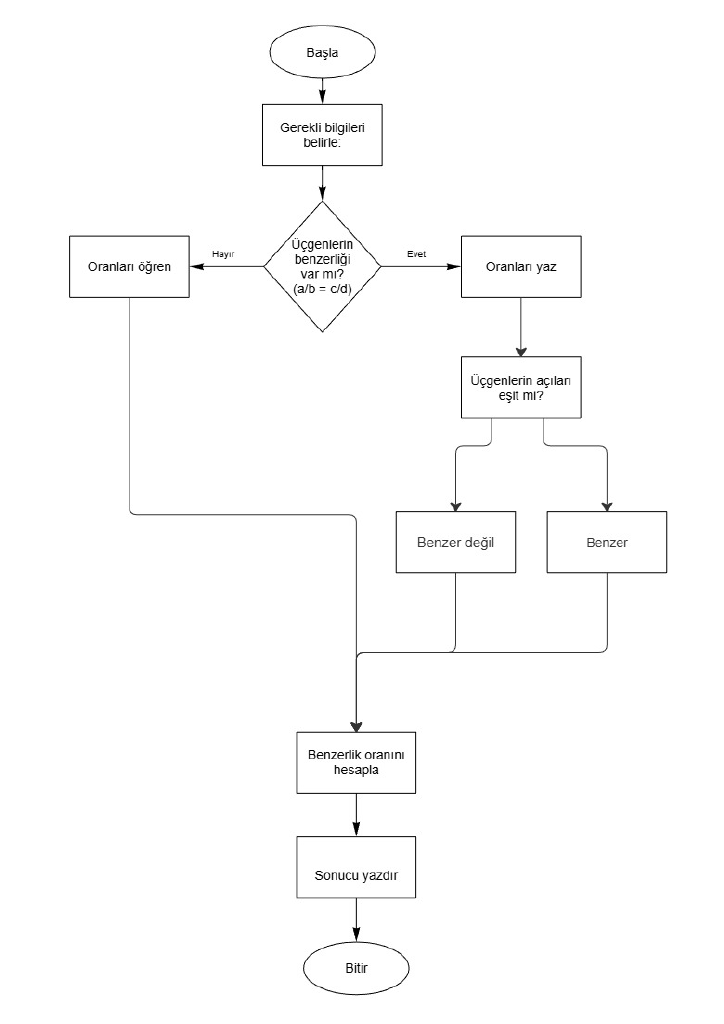 Başla
Gerekli bilgileri
belirle:
Üçgenlerin
benzerliği
var mı?
(a/b = c/d)
Hayır
Evet
Oranları öğren
Oranları yaz
Üçgenlerin açıları
eşit mi?
Benzer değil
Benzer
Benzerlik oranını
hesapla
Sonucu yazdır
Bitir